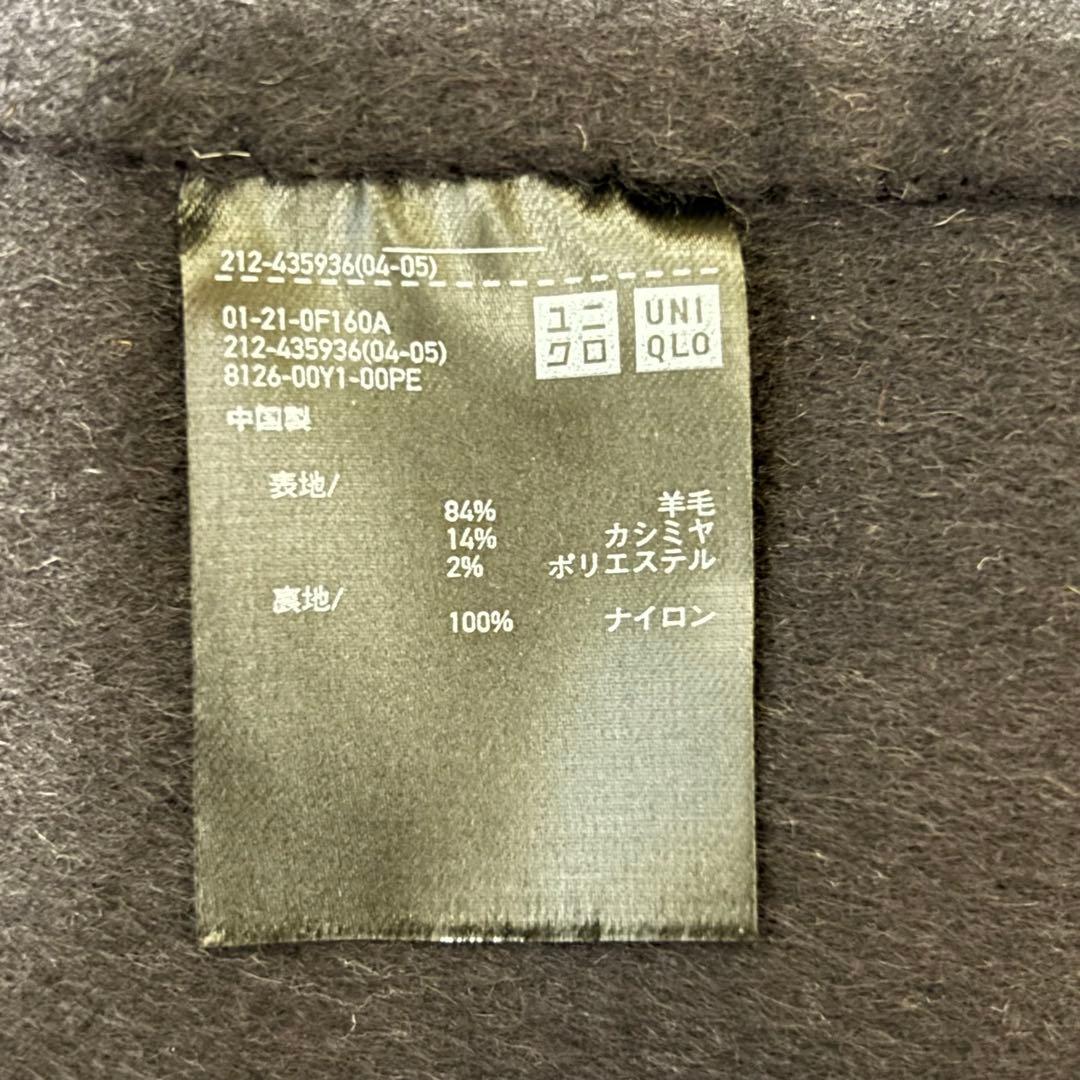 212-435936(04-05)
01-21-0F160A
212-435936(04-05)
8126-00Y1-00PE
中国製
ユニ
クロ
UNI
QLO
表地/
84% 羊毛
14% カシミヤ
2% ポリエステル
裏地/
100% ナイロン